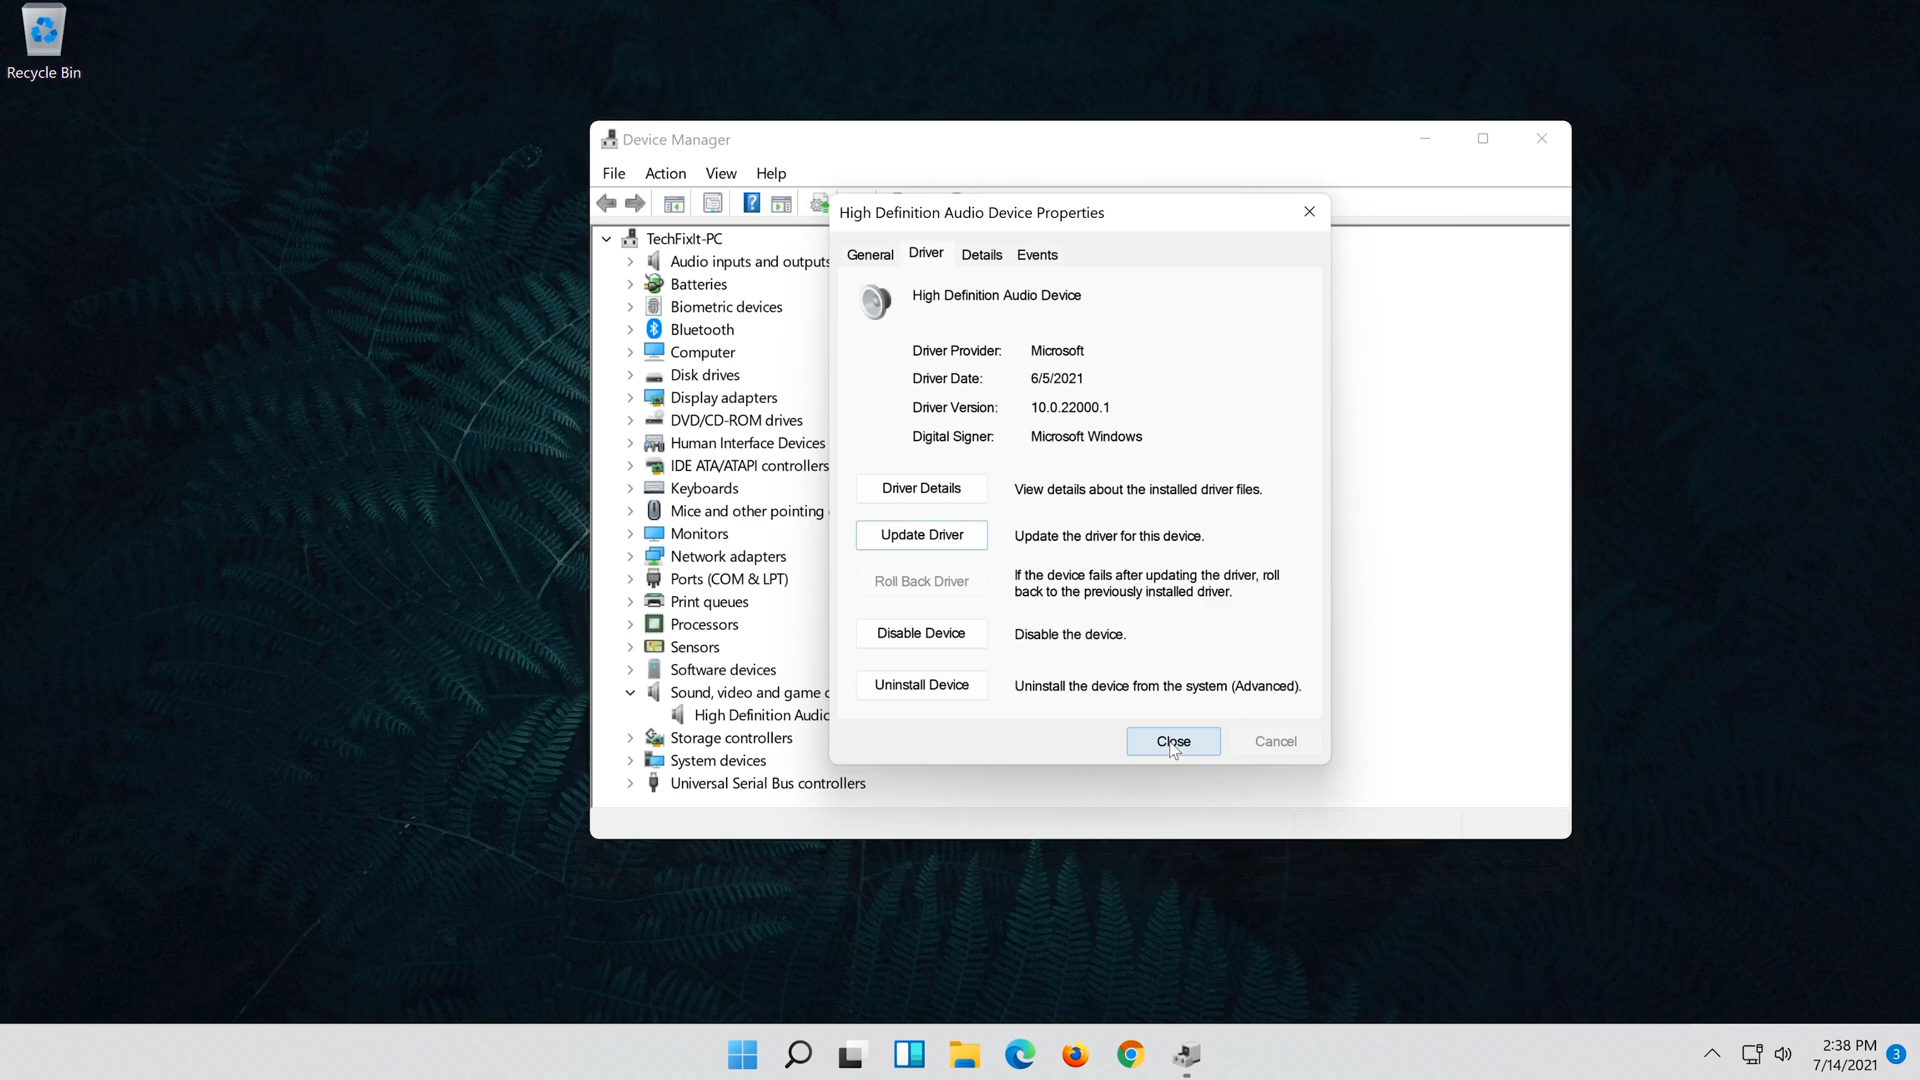 Recycle Bin
Device Manager
File Action View Help
High Definition Audio Device Properties
TechFixIt-PC
Audio inputs and outputs
Batteries
Biometric devices
Bluetooth
Computer
Disk drives
Display adapters
DVD/CD-ROM drives
Human Interface Devices
IDE ATA/ATAPI controllers
Keyboards
Mice and other pointing
Monitors
Network adapters
Ports (COM & LPT)
Print queues
Processors
Sensors
Software devices
Sound, video and game
High Definition Audio
Storage controllers
System devices
Universal Serial Bus controllers
General Driver Details Events
High Definition Audio Device
Driver Provider: Microsoft
Driver Date: 6/5/2021
Driver Version: 10.0.22000.1
Digital Signer: Microsoft Windows
Driver Details View details about the installed driver files.
Update Driver Update the driver for this device.
Roll Back Driver If the device fails after updating the driver, roll
back to the previously installed driver.
Disable Device Disable the device.
Uninstall Device Uninstall the device from the system (Advanced).
Close Cancel
2:38 PM
7/14/2021
3